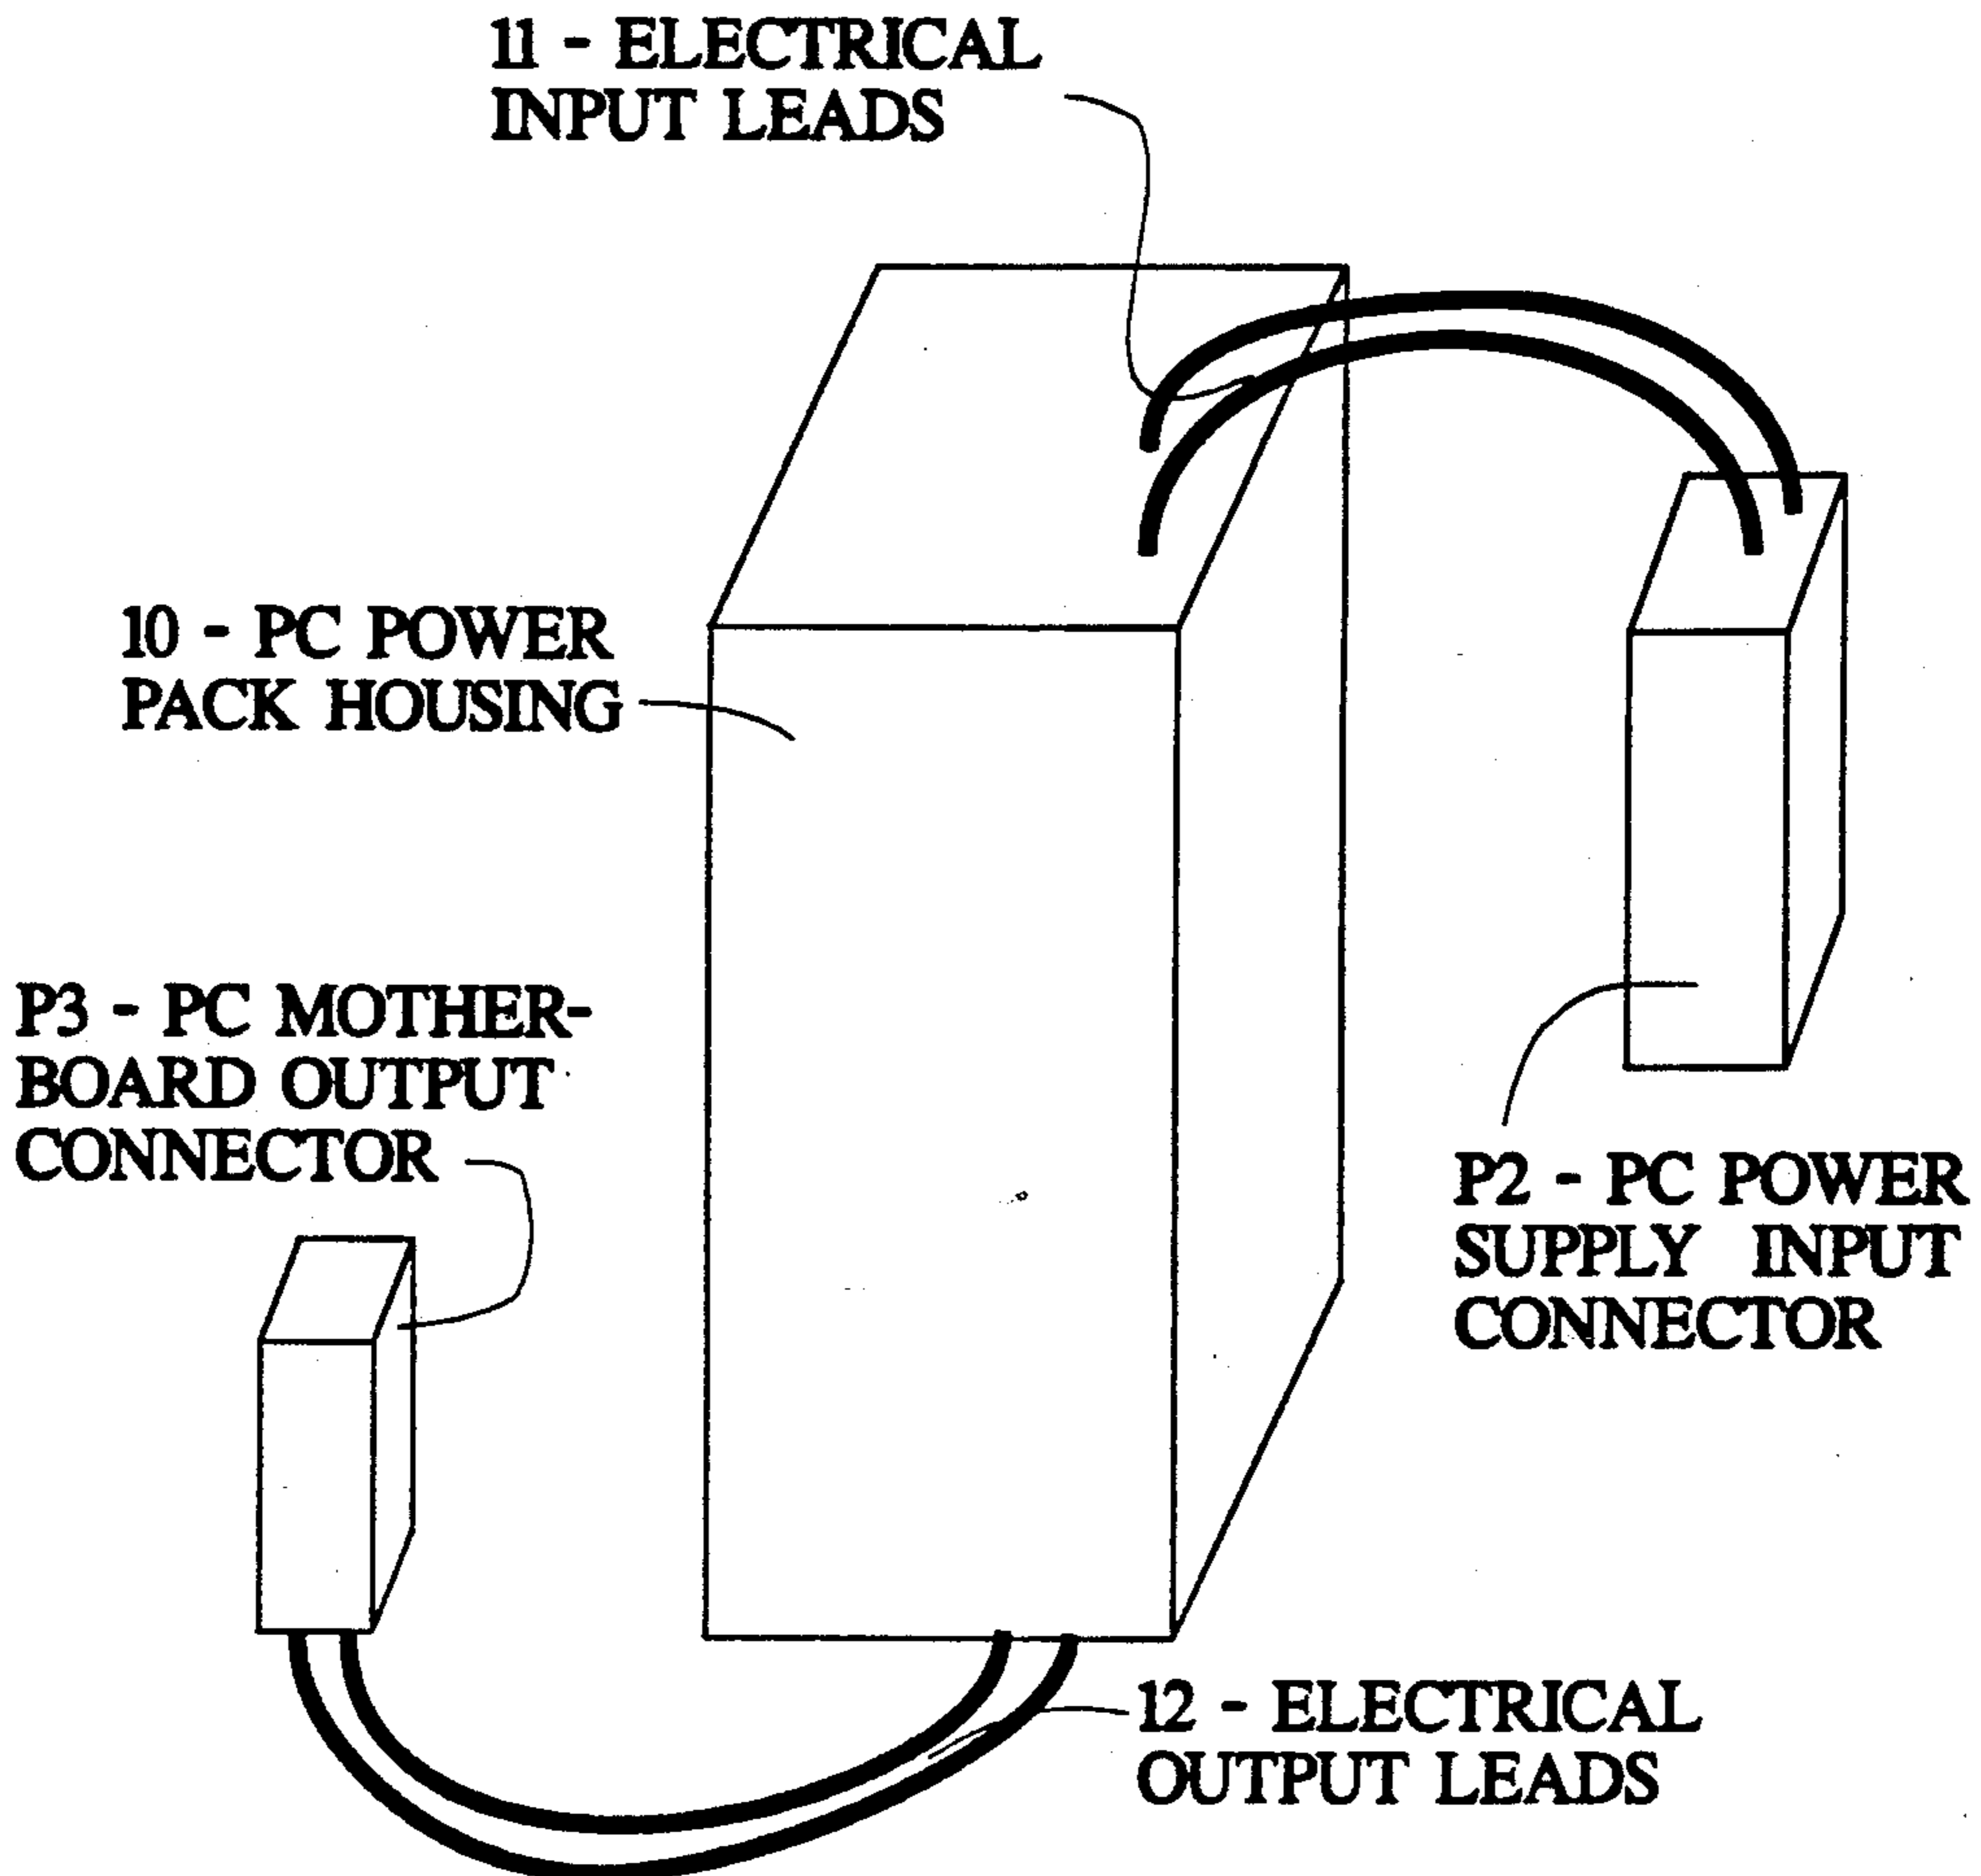 11 - ELECTRICAL
INPUT LEADS
10 - PC POWER
PACK HOUSING
P3 - PC MOTHER-
BOARD OUTPUT
CONNECTOR
P2 - PC POWER
SUPPLY INPUT
CONNECTOR
12 - ELECTRICAL
OUTPUT LEADS